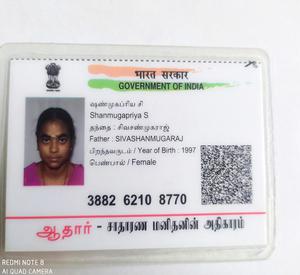 भारत सरकार
GOVERNMENT OF INDIA
ஷண்முகப்ரிய சி
Shanmugapriya S
தந்தை : சிவசண்முகராஜ்
Father : SIVASHANMUGARAJ
பிறந்தவருடம் / Year of Birth : 1997
பெண்பால் / Female
3882 6210 8770
ஆதார் - சாதாரண மனிதனின் அதிகாரம்
REDMI NOTE 8
AI QUAD CAMERA